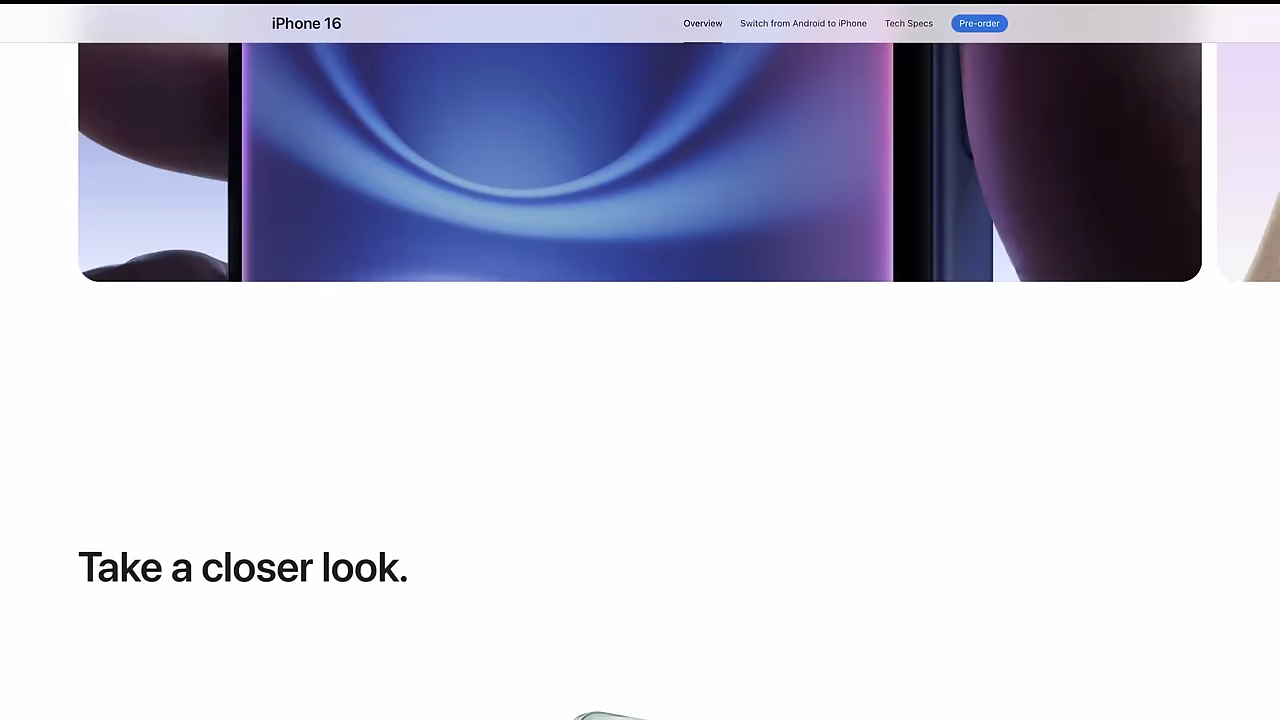 iPhone 16
Overview
Switch from Android to iPhone
Tech Specs
Pre-order
Take a closer look.